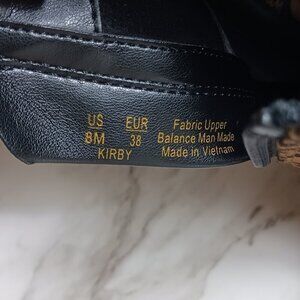 US EUR Fabric Upper
8M 38 Balance Man Made
KIRBY Made in Vietnam